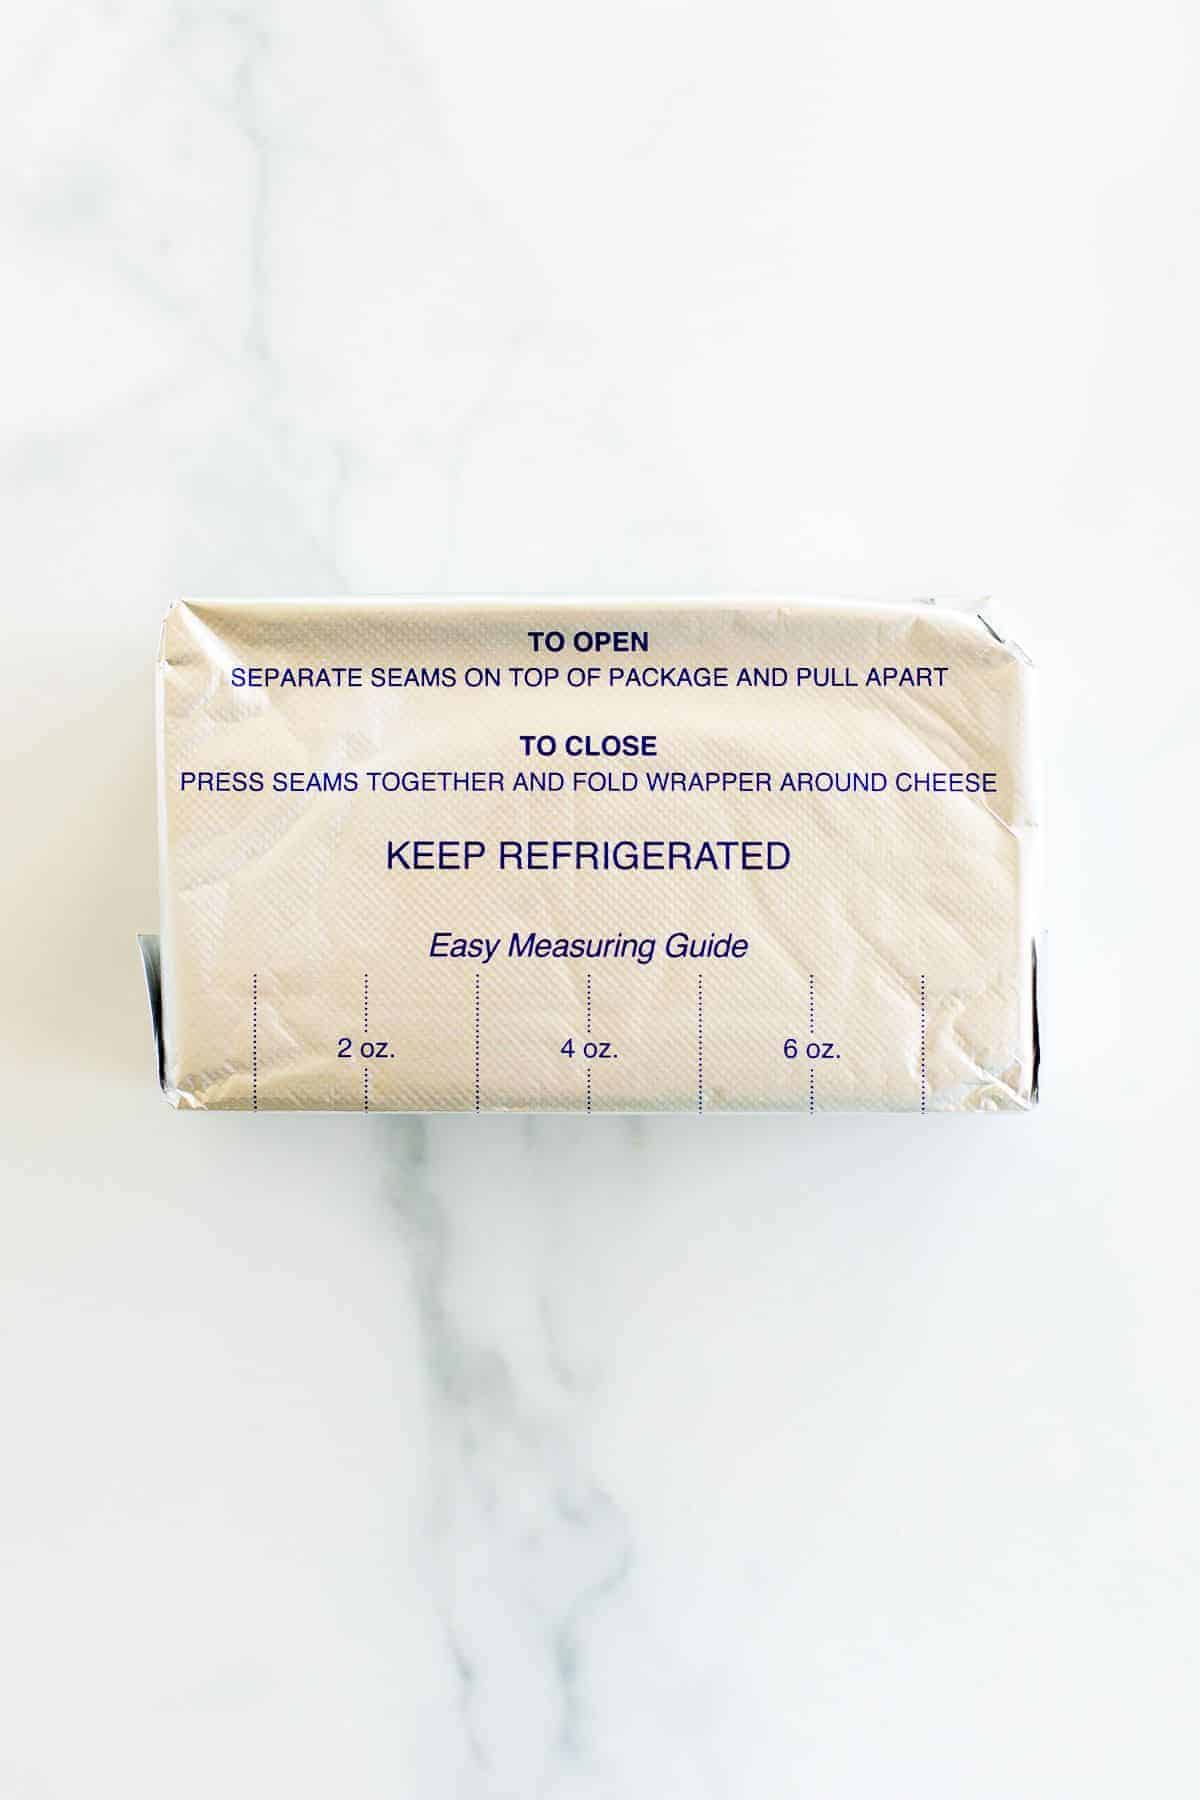 TO OPEN
SEPARATE SEAMS ON TOP OF PACKAGE AND PULL APART
TO CLOSE
PRESS SEAMS TOGETHER AND FOLD WRAPPER AROUND CHEESE
KEEP REFRIGERATED
Easy Measuring Guide
2 oz. 4 oz. 6 oz.